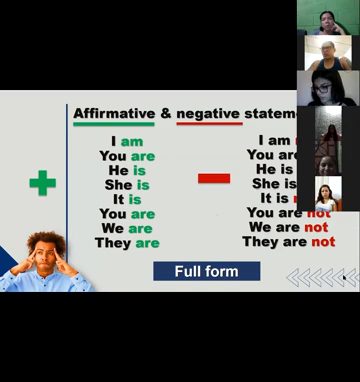 Affirmative & negative
I am
You are
He is
She is
It is
You are
We are
They are
I am
You are
He is
She is
It is
You are not
We are not
They are not
Full form